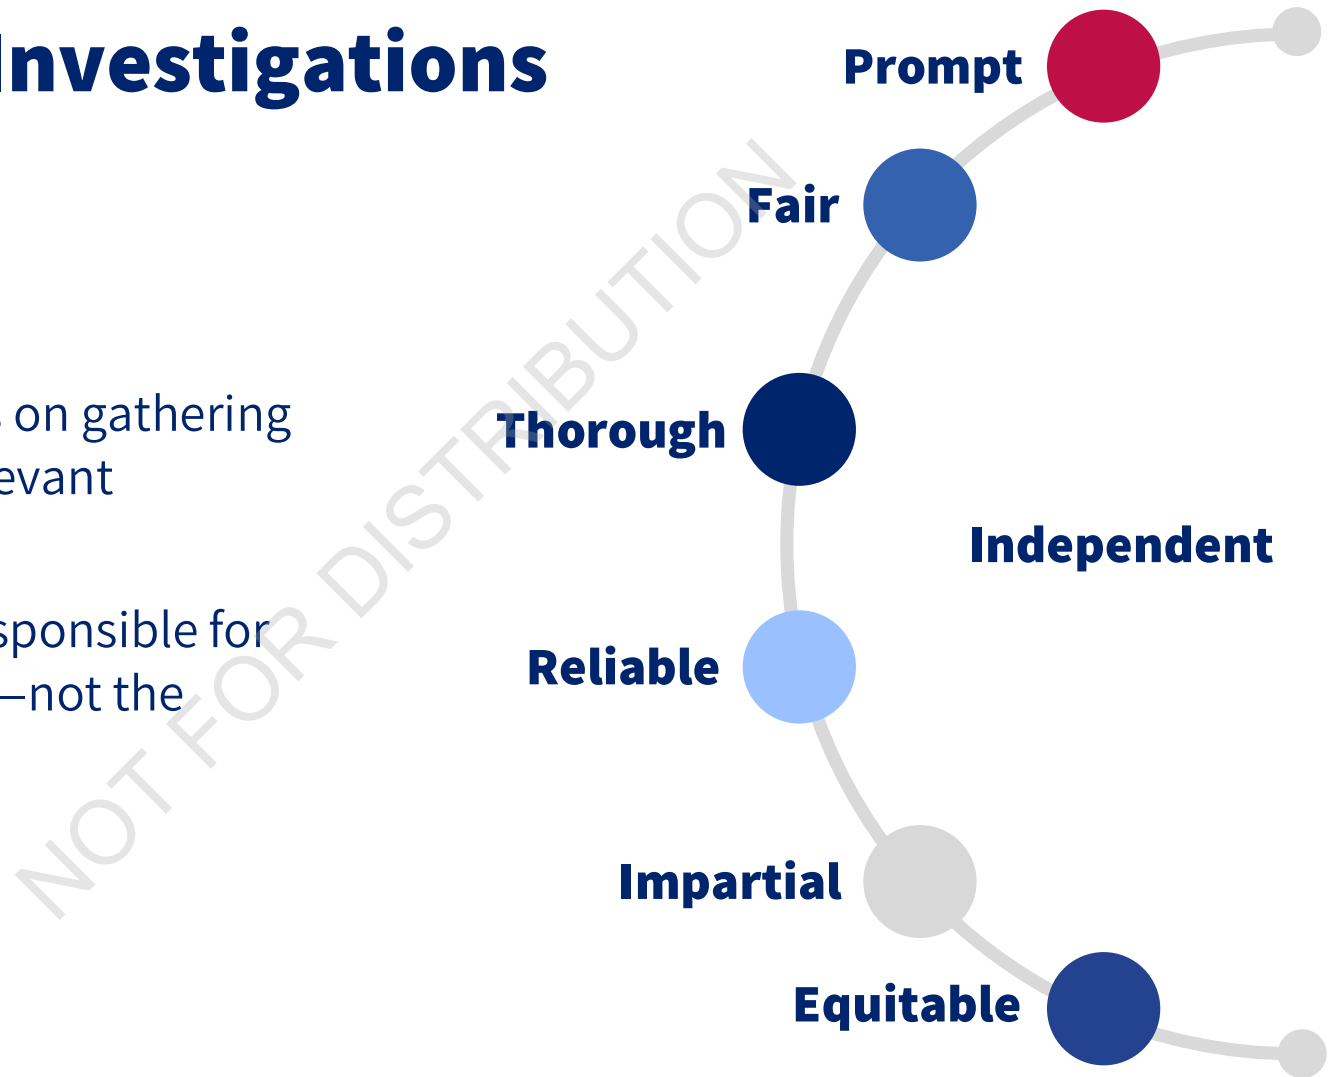 Investigations
on gathering
evant
sponsible for
—not the
Prompt
Fair
Thorough
Independent
Reliable
Impartial
Equitable
NOT FOR DISTRIBUTION